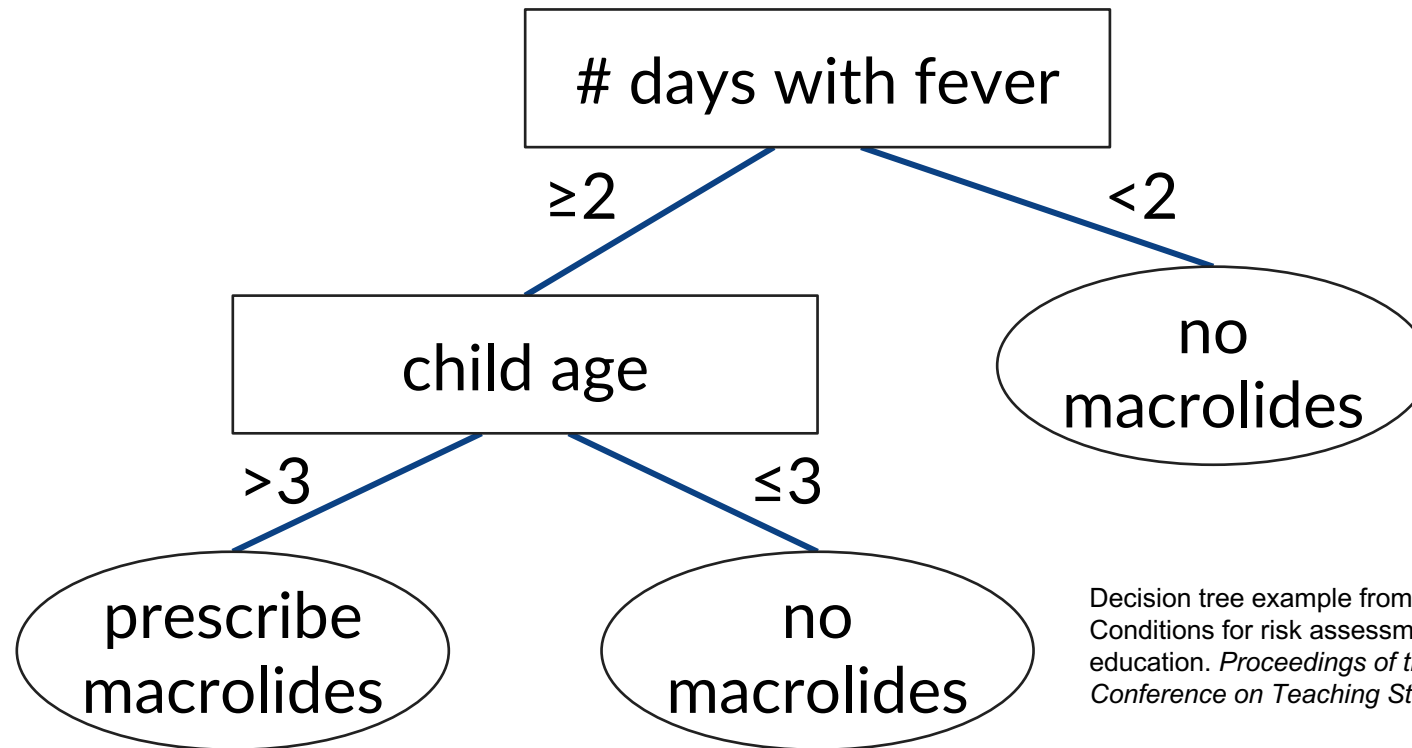 # days with fever
≥2
<2
child age
no
macrolides
>3
≤3
prescribe
macrolides
no
macrolides
Decision tree example from
Conditions for risk assessm
education. Proceedings of t
Conference on Teaching St